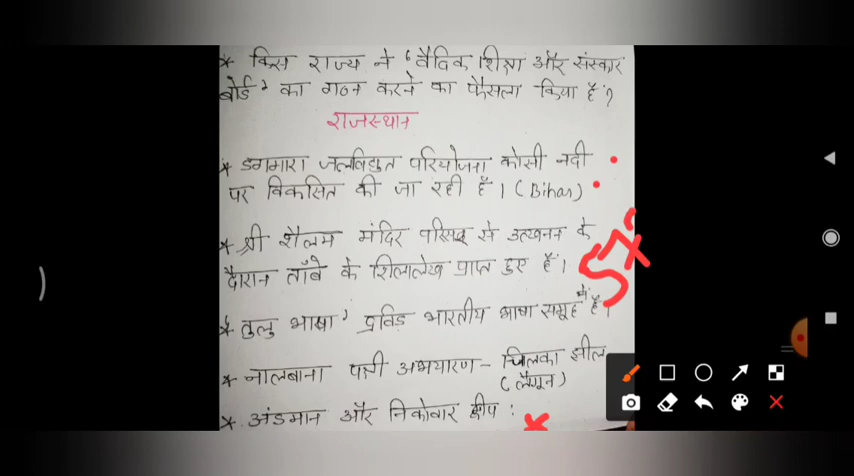 * किस राज्य ने 'वैदिक शिक्षा और संस्कार
बोर्ड' का गठन करने का फैसला किया है?
राजस्थान
* डगमारा जलविद्युत परियोजना कोसी नदी
पर विकसित की जा रही है। (Bihar)
* श्री शैलम मंदिर परिसर से उत्खनन के
दौरान ताँबे के शिलालेख प्राप्त हुए हैं।
* तुलु भाषा' द्रविड़ भारतीय भाषा समूह से है।
* नालबाना पक्षी अभयारण - चिलका झील
(लैगून)
* अंडमान और निकोबार द्वीप :